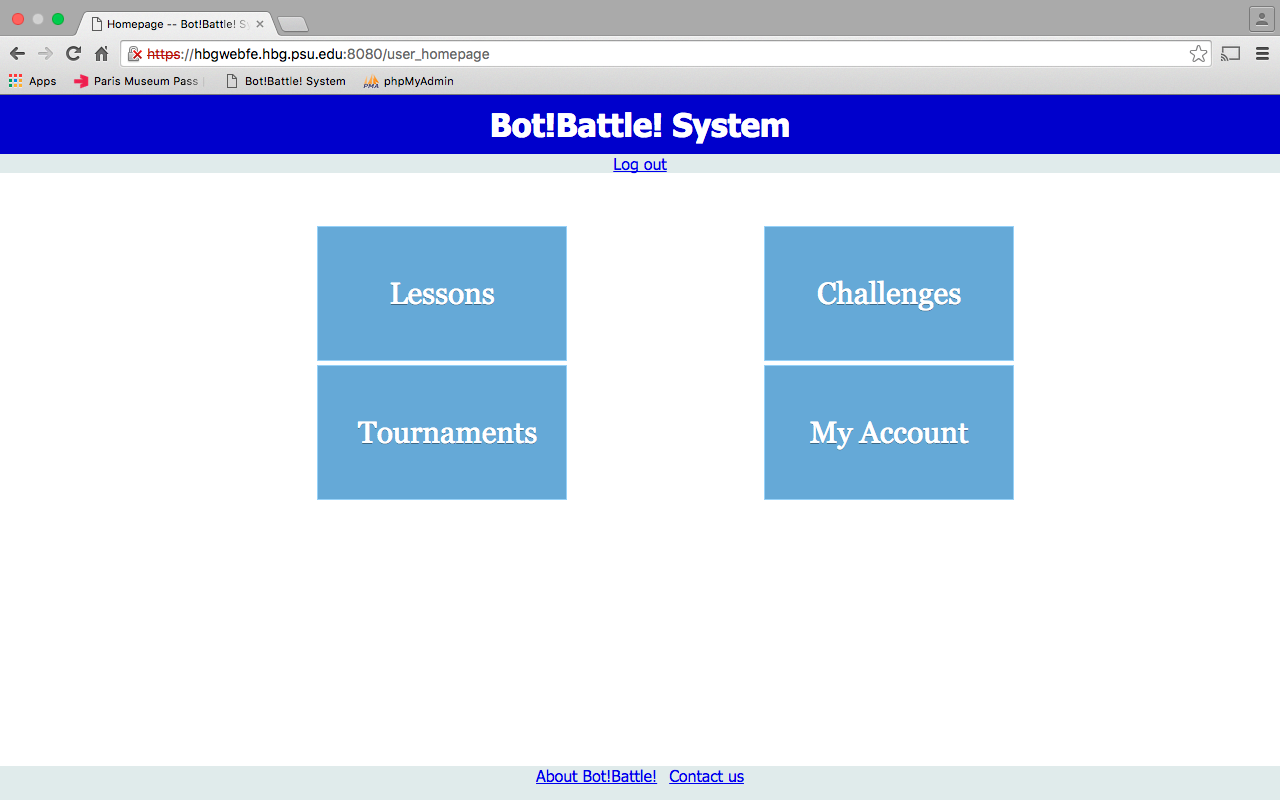 Homepage -- Bot!Battle! S
https://hbgwebfe.hbg.psu.edu:8080/user_homepage
Apps Paris Museum Pass Bot!Battle! System PMA phpMyAdmin
Bot!Battle! System
Log out
Lessons Challenges
Tournaments My Account
About Bot!Battle! Contact us